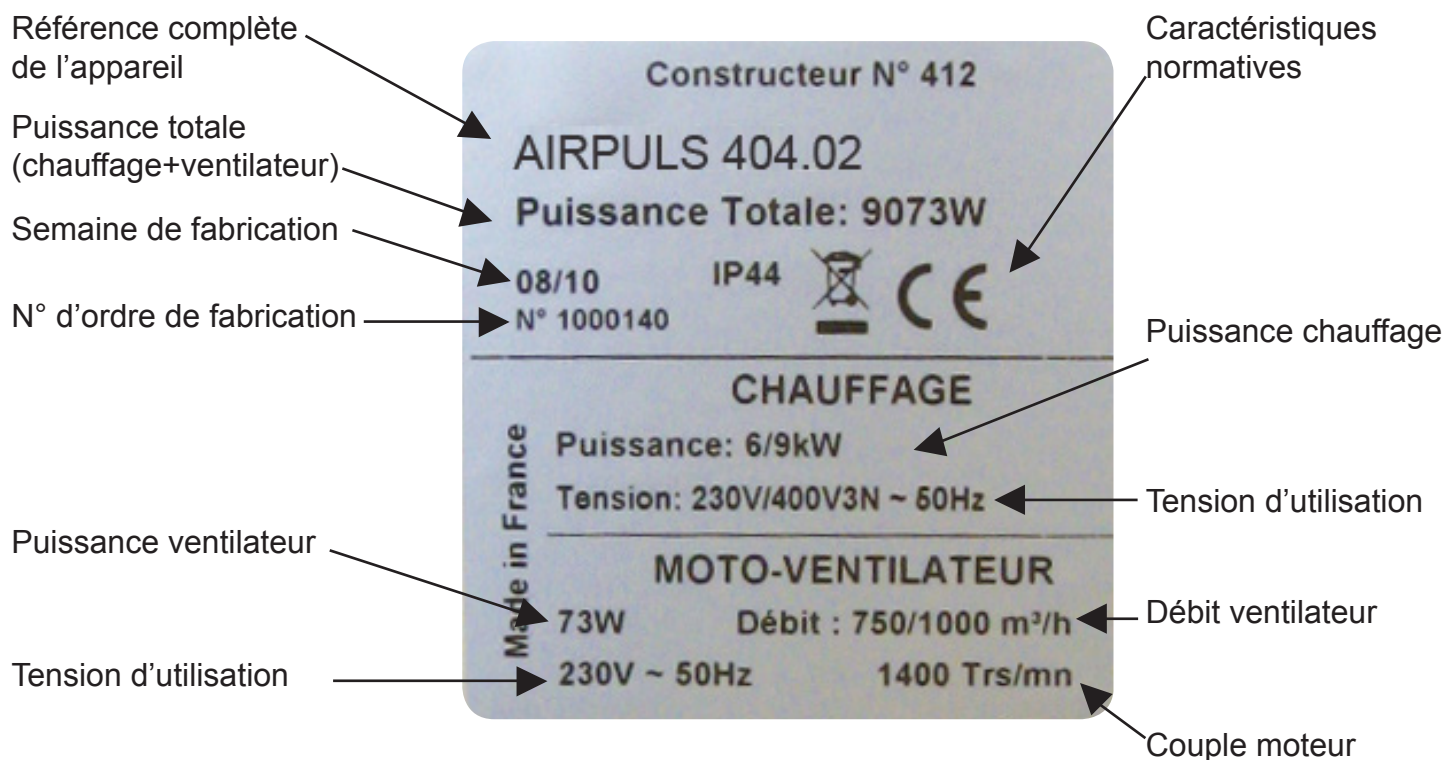 Référence complète
de l'appareil
Puissance totale
(chauffage+ventilateur)
Semaine de fabrication
N° d'ordre de fabrication
Puissance ventilateur
Tension d'utilisation
Constructeur N° 412
AIRPULS 404.02
Puissance Totale: 9073W
08/10
IP44
CE
N° 1000140
CHAUFFAGE
Puissance: 6/9kW
Tension: 230V/400V3N ~ 50Hz
Made in France
MOTO-VENTILATEUR
73W
Débit : 750/1000 m³/h
230V ~ 50Hz
1400 Trs/mn
Caractéristiques
normatives
Puissance chauffage
Tension d'utilisation
Débit ventilateur
Couple moteur